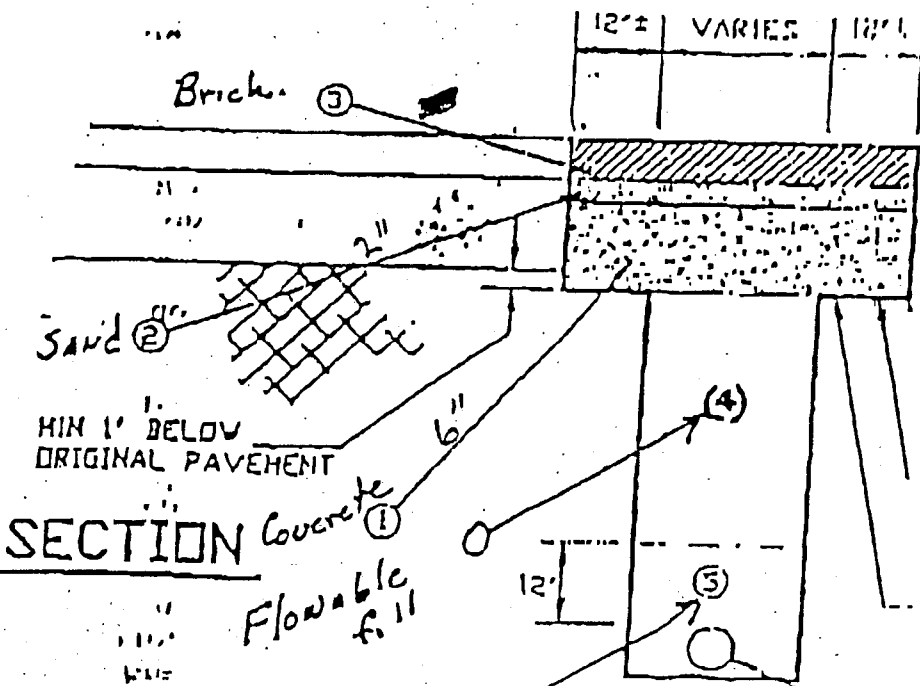 12"± VARIES
Brick. 3
2"
Sand 2
MIN 1' BELOW
ORIGINAL PAVEMENT
6"
(4)
SECTION
Concrete 1
Flowable
fill
12"
5